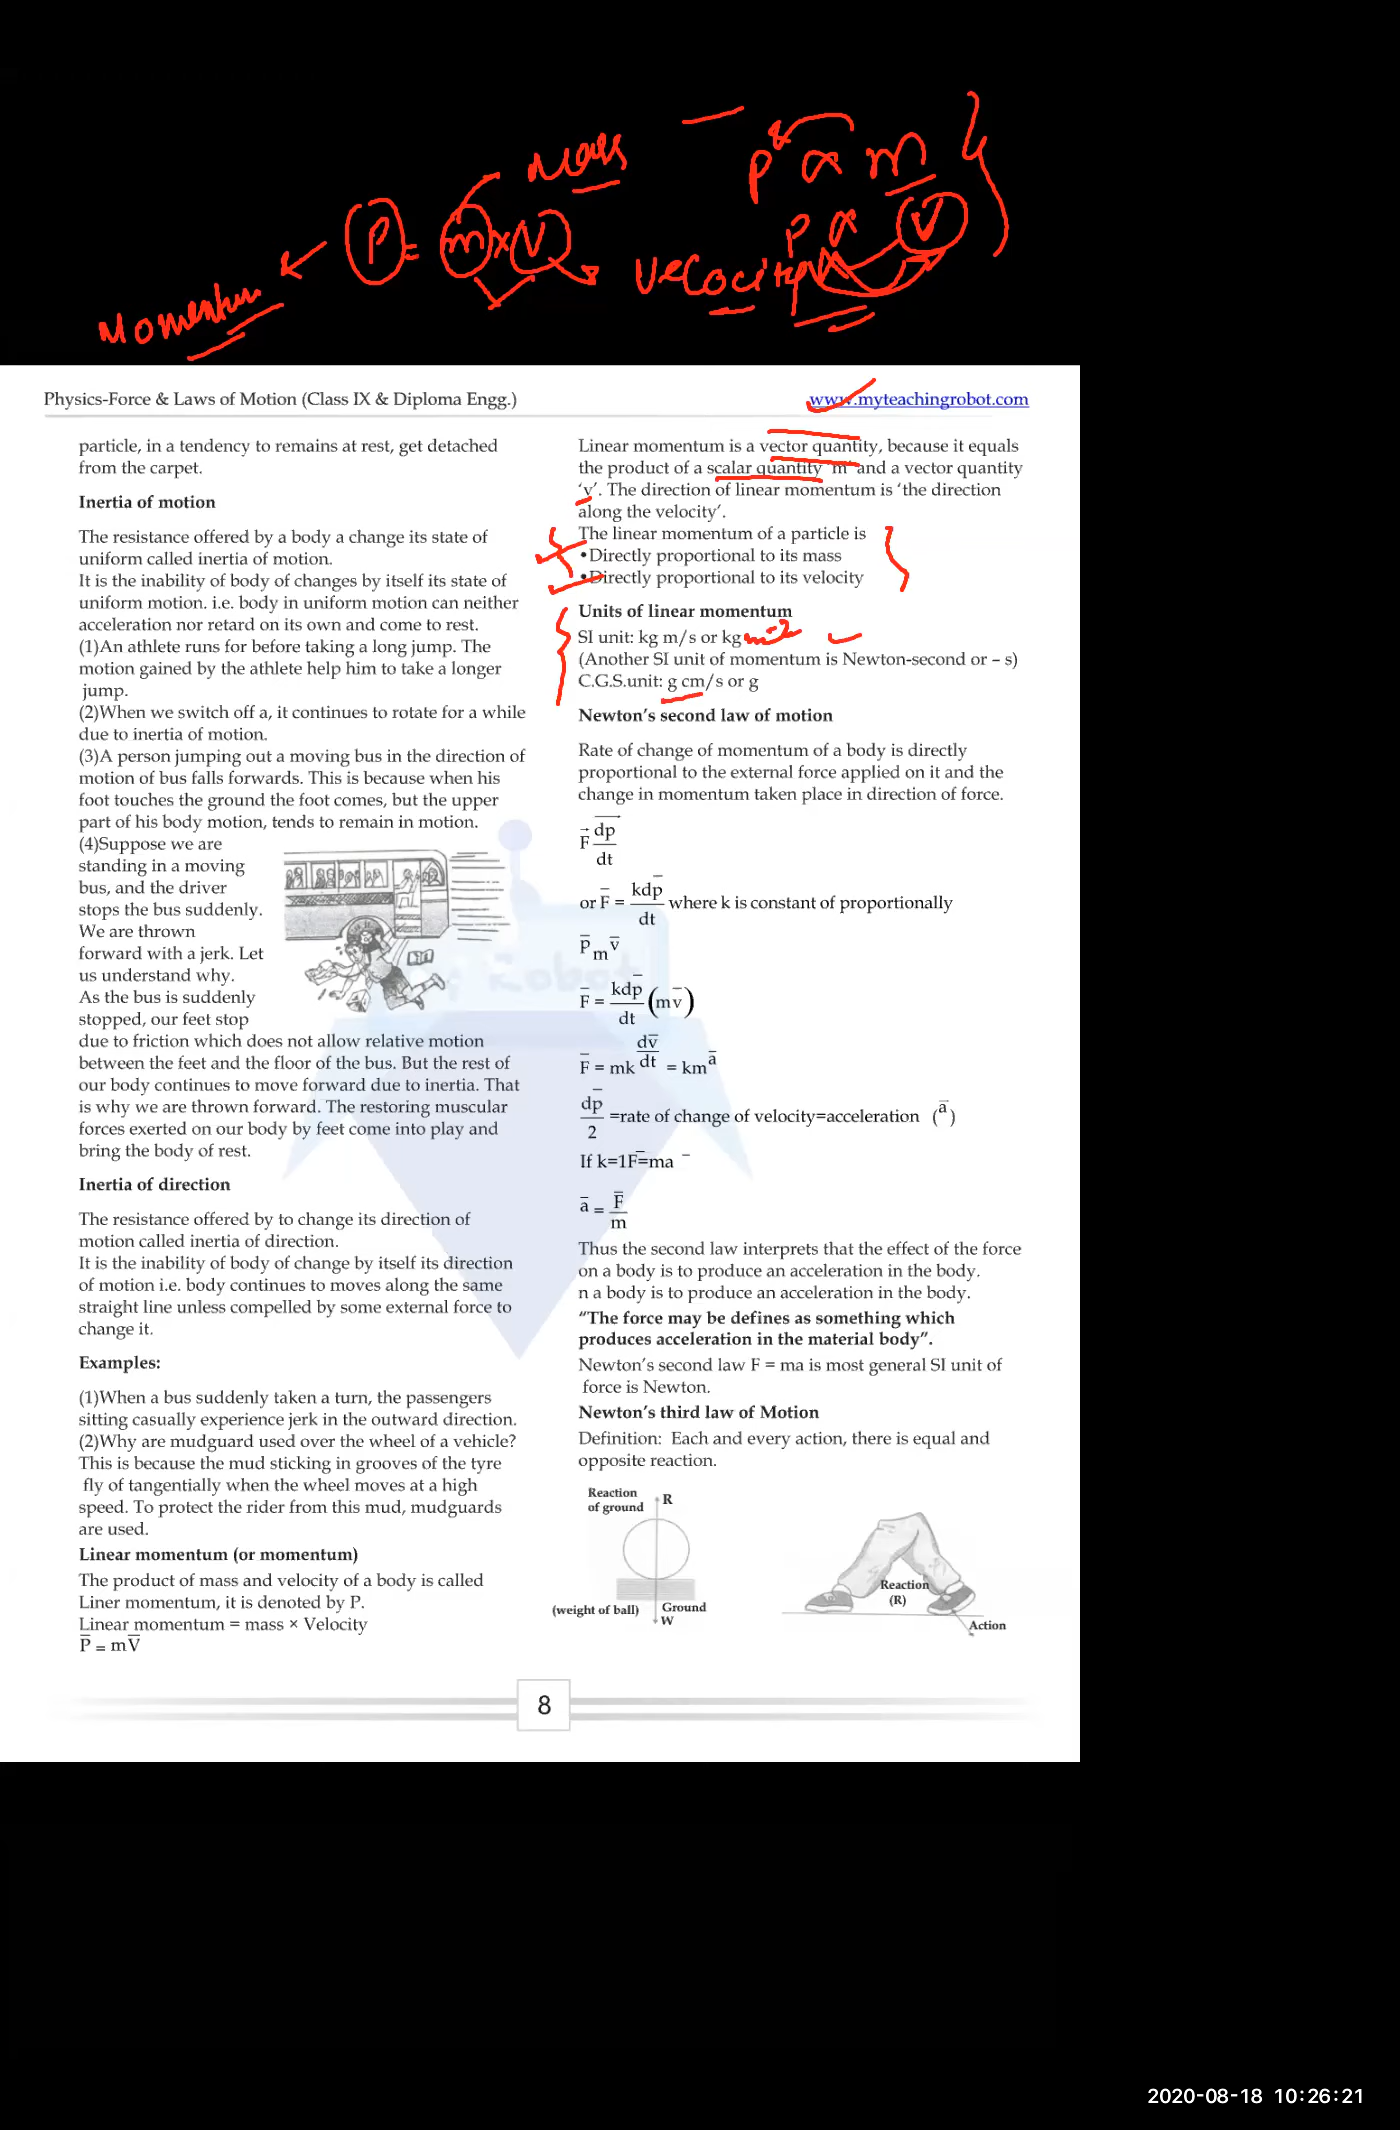 Mass
p α m
P = m × V
p α V
Velocity
Momentum
Physics-Force & Laws of Motion (Class IX & Diploma Engg.)
www.myteachingrobot.com
particle, in a tendency to remains at rest, get detached
from the carpet.
Inertia of motion
The resistance offered by a body a change its state of
uniform called inertia of motion.
It is the inability of body of changes by itself its state of
uniform motion. i.e. body in uniform motion can neither
acceleration nor retard on its own and come to rest.
(1)An athlete runs for before taking a long jump. The
motion gained by the athlete help him to take a longer
jump.
(2)When we switch off a, it continues to rotate for a while
due to inertia of motion.
(3)A person jumping out a moving bus in the direction of
motion of bus falls forwards. This is because when his
foot touches the ground the foot comes, but the upper
part of his body motion, tends to remain in motion.
(4)Suppose we are
standing in a moving
bus, and the driver
stops the bus suddenly.
We are thrown
forward with a jerk. Let
us understand why.
As the bus is suddenly
stopped, our feet stop
due to friction which does not allow relative motion
between the feet and the floor of the bus. But the rest of
our body continues to move forward due to inertia. That
is why we are thrown forward. The restoring muscular
forces exerted on our body by feet come into play and
bring the body of rest.
Inertia of direction
The resistance offered by to change its direction of
motion called inertia of direction.
It is the inability of body of change by itself its direction
of motion i.e. body continues to moves along the same
straight line unless compelled by some external force to
change it.
Examples:
(1)When a bus suddenly taken a turn, the passengers
sitting casually experience jerk in the outward direction.
(2)Why are mudguard used over the wheel of a vehicle?
This is because the mud sticking in grooves of the tyre
fly of tangentially when the wheel moves at a high
speed. To protect the rider from this mud, mudguards
are used.
Linear momentum (or momentum)
The product of mass and velocity of a body is called
Liner momentum, it is denoted by P.
Linear momentum = mass × Velocity
P̅ = mV̅
Linear momentum is a vector quantity, because it equals
the product of a scalar quantity 'm' and a vector quantity
'v'. The direction of linear momentum is 'the direction
along the velocity'.
The linear momentum of a particle is
•Directly proportional to its mass
•Directly proportional to its velocity
Units of linear momentum
SI unit: kg m/s or kg
(Another SI unit of momentum is Newton-second or – s)
C.G.S.unit: g cm/s or g
Newton's second law of motion
Rate of change of momentum of a body is directly
proportional to the external force applied on it and the
change in momentum taken place in direction of force.
F⃗ dp/dt
or F̅ = kdp̅/dt where k is constant of proportionally
p̅ m v̅
F̅ = kdp̅/dt (mv̅)
F̅ = mk dv̅/dt = kma̅
dp̅/2 =rate of change of velocity=acceleration (a⃗)
If k=1F̅=ma ¯
a̅ = F̅/m
Thus the second law interprets that the effect of the force
on a body is to produce an acceleration in the body.
n a body is to produce an acceleration in the body.
"The force may be defines as something which
produces acceleration in the material body".
Newton's second law F = ma is most general SI unit of
force is Newton.
Newton's third law of Motion
Definition: Each and every action, there is equal and
opposite reaction.
Reaction
of ground
R
(weight of ball)
Ground
W
Reaction
(R)
Action
8
2020-08-18 10:26:21